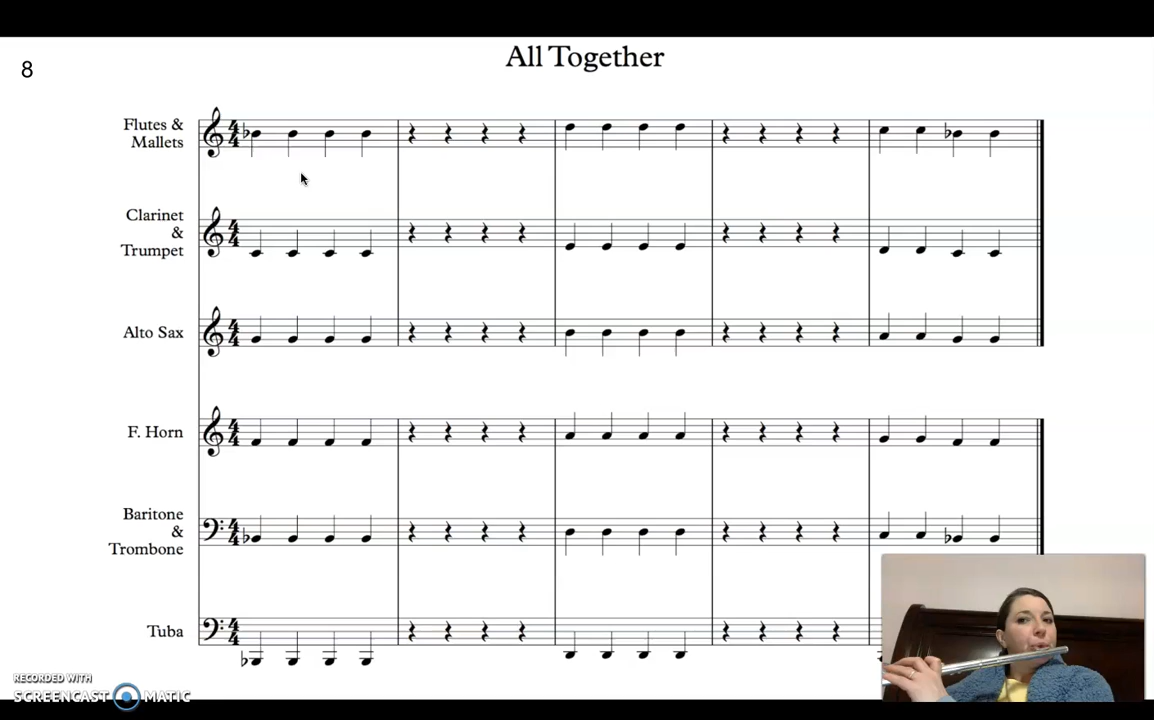 All Together
8
Flutes &
Mallets
Clarinet
&
Trumpet
Alto Sax
F. Horn
Baritone
&
Trombone
Tuba
RECORDED WITH
SCREENCAST MATIC